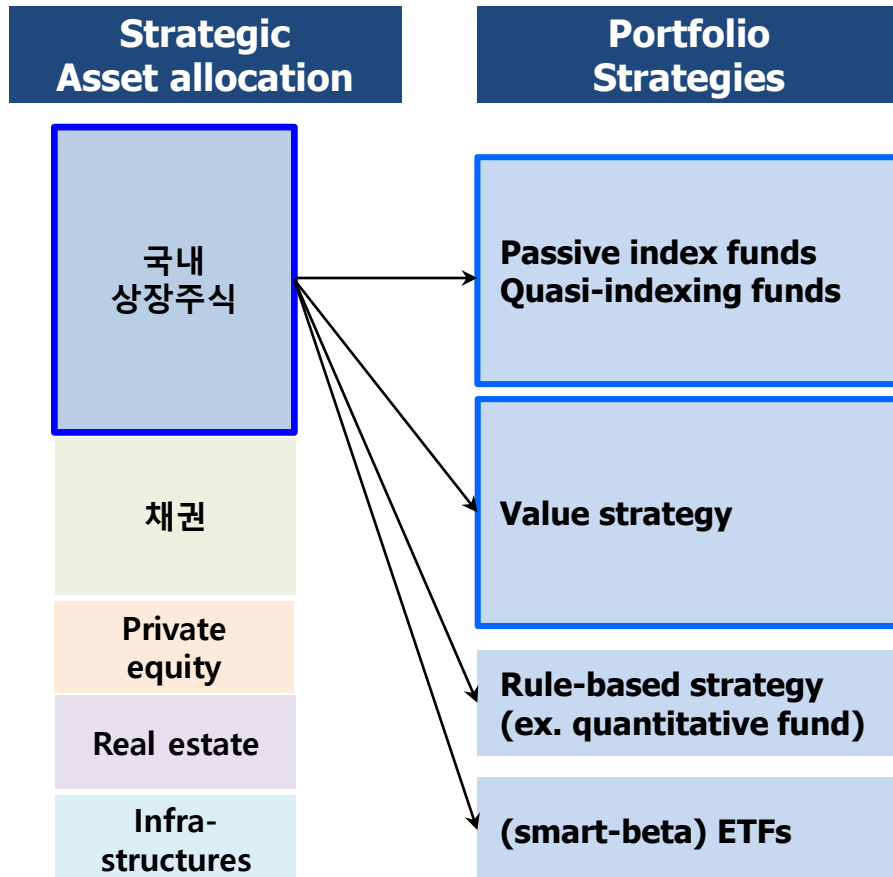 Strategic
Asset allocation
Portfolio
Strategies
국내
상장주식
채권
Private
equity
Real estate
Infra-
structures
Passive index funds
Quasi-indexing funds
Value strategy
Rule-based strategy
(ex. quantitative fund)
(smart-beta) ETFs